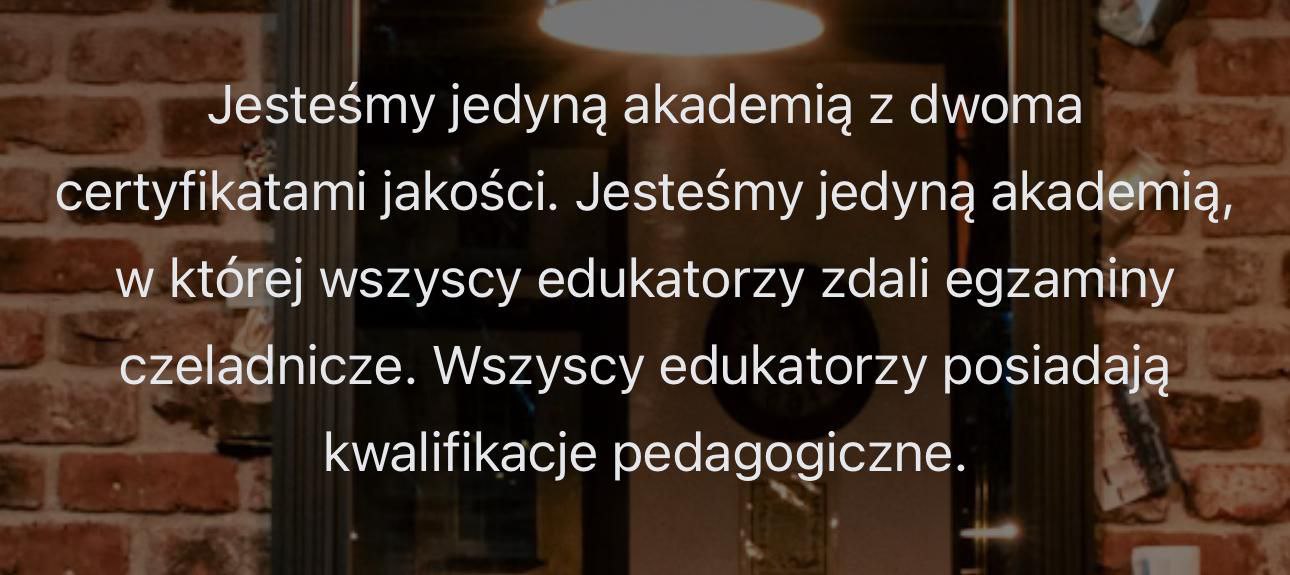 Jesteśmy jedyną akademią z dwoma
certyfikatami jakości. Jesteśmy jedyną akademią,
w której wszyscy edukatorzy zdali egzaminy
czeladnicze. Wszyscy edukatorzy posiadają
kwalifikacje pedagogiczne.